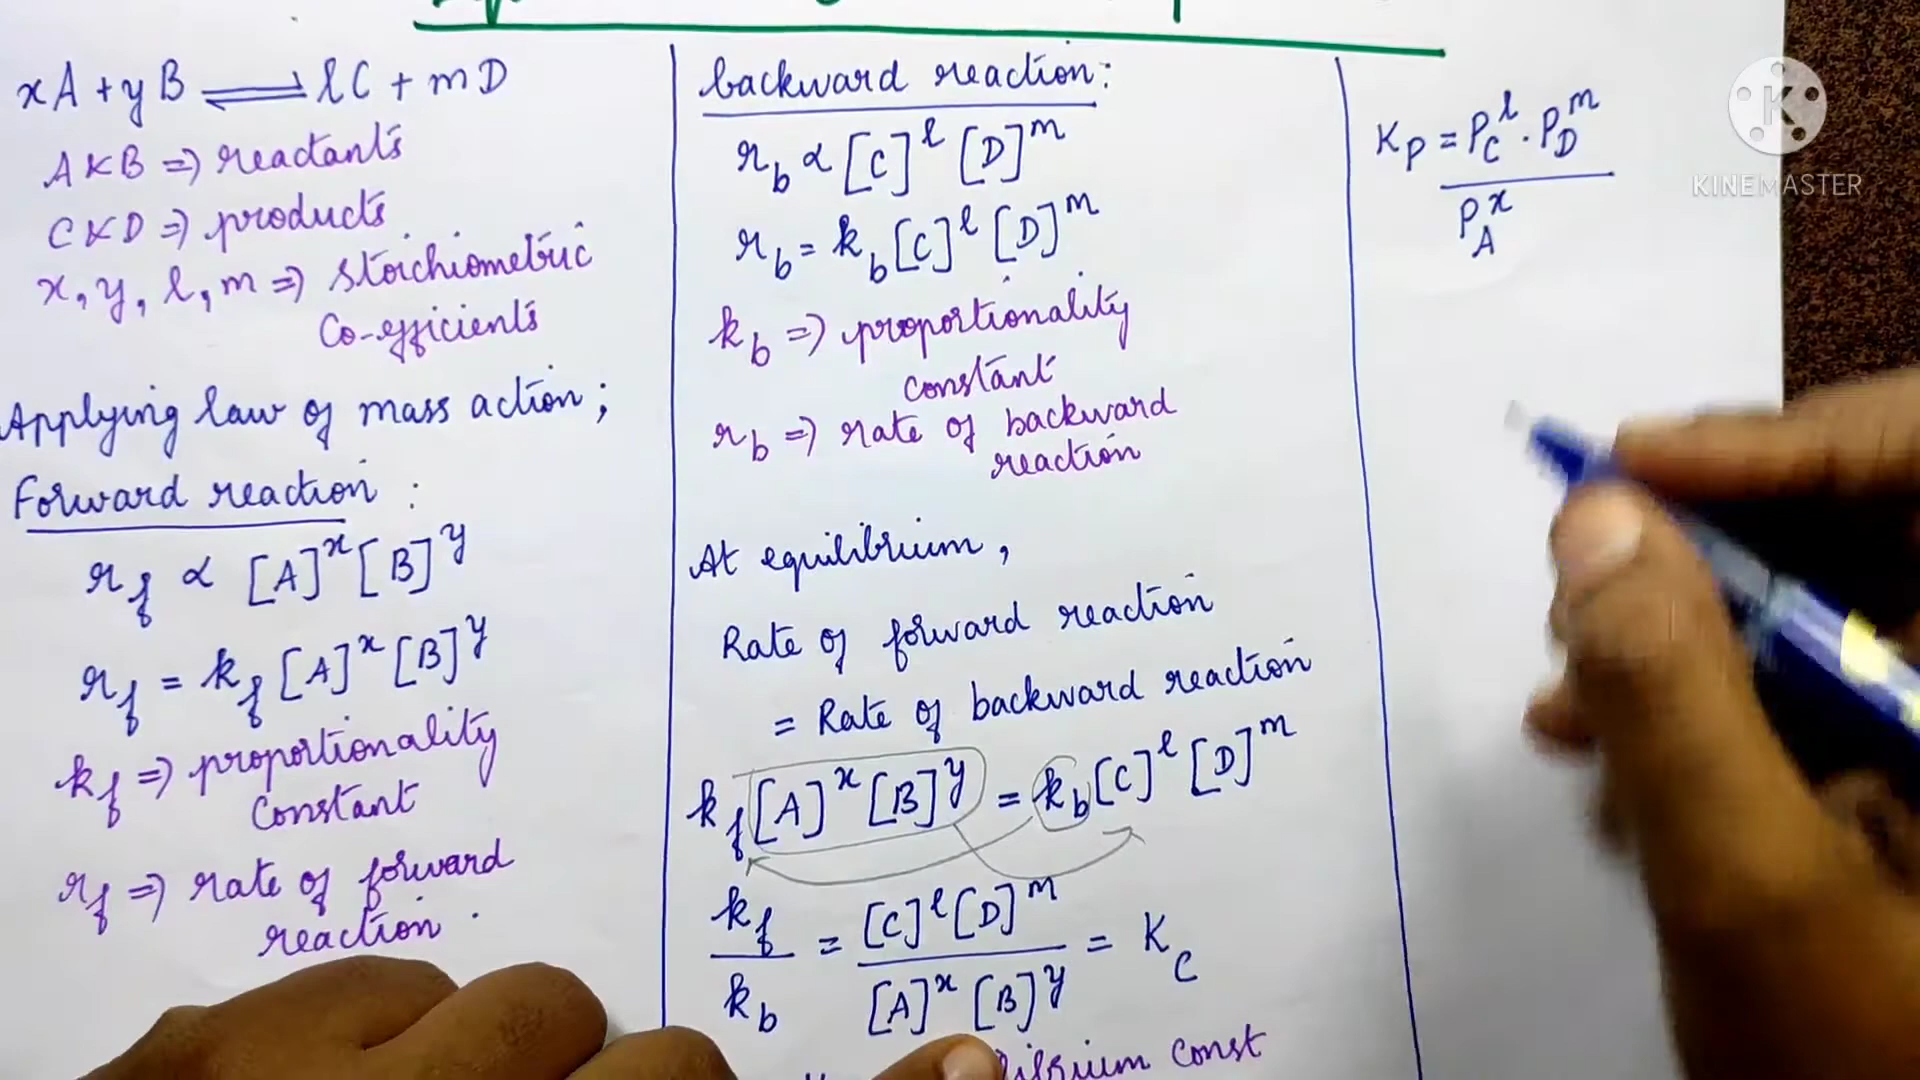 xA + yB ⇌ lC + mD
A & B ⇒ reactants
C & D ⇒ products
x, y, l, m ⇒ stoichiometric
Co-efficients
Applying law of mass action;
Forward reaction :
r_f ∝ [A]^x [B]^y
r_f = k_f [A]^x [B]^y
k_f ⇒ proportionality
constant
r_f ⇒ rate of forward
reaction.
backward reaction:
r_b ∝ [C]^l [D]^m
r_b = k_b [C]^l [D]^m
k_b ⇒ proportionality
constant
r_b ⇒ rate of backward
reaction
At equilibrium,
Rate of forward reaction
= Rate of backward reaction
k_f [A]^x [B]^y = k_b [C]^l [D]^m
k_f / k_b = [C]^l [D]^m / [A]^x [B]^y = K_C
const
K_P = P_C^l . P_D^m / P_A^x
K
KINEMASTER